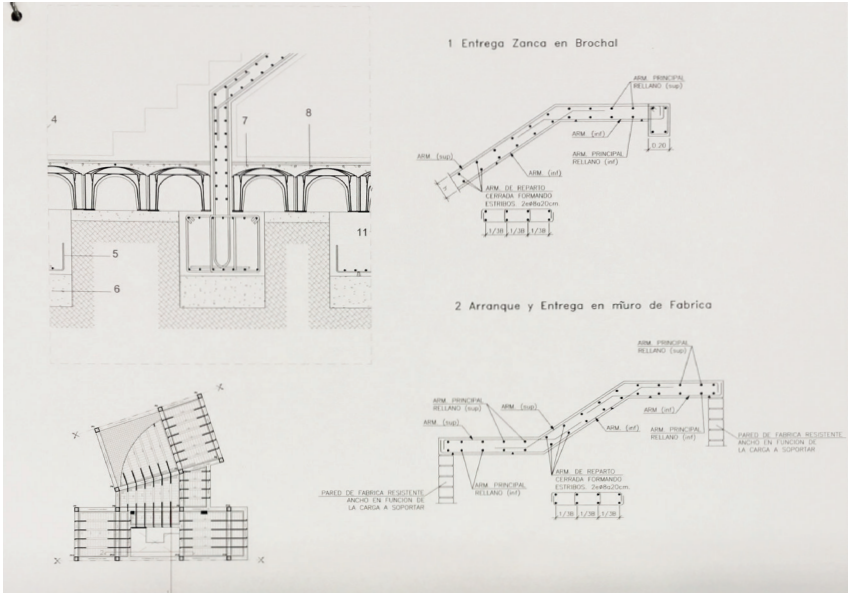 4
7
8
5
6
11
1 Entrega Zanca en Brochal
ARM. PRINCIPAL
RELLANO (sup)
ARM. (inf)
ARM. PRINCIPAL
RELLANO (inf)
0.20
ARM. (sup)
ARM. (inf)
ARM. DE REPARTO
CERRADA FORMANDO
ESTRIBOS. 2eø8a20cm.
1/3B 1/3B 1/3B
2 Arranque y Entrega en muro de Fabrica
ARM. PRINCIPAL
RELLANO (sup)
ARM. PRINCIPAL
RELLANO (sup)
ARM. (sup)
ARM. (sup)
ARM. (inf)
ARM. (inf)
ARM. PRINCIPAL
RELLANO (inf)
PARED DE FABRICA RESISTENTE
ANCHO EN FUNCION DE
LA CARGA A SOPORTAR
ARM. PRINCIPAL
RELLANO (inf)
ARM. DE REPARTO
CERRADA FORMANDO
ESTRIBOS. 2eø8a20cm.
1/3B 1/3B 1/3B
PARED DE FABRICA RESISTENTE
ANCHO EN FUNCION DE
LA CARGA A SOPORTAR